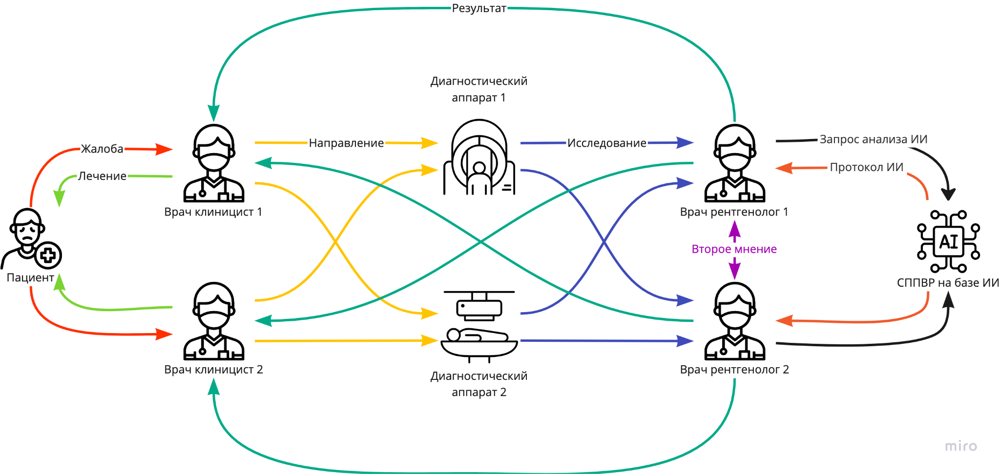 Результат
Диагностический
аппарат 1
Жалоба
Направление
Исследование
Запрос анализа ИИ
Лечение
Протокол ИИ
Врач клиницист 1
Врач рентгенолог 1
AI
Второе мнение
Пациент
СППВР на базе ИИ
Врач клиницист 2
Врач рентгенолог 2
Диагностический
аппарат 2
miro